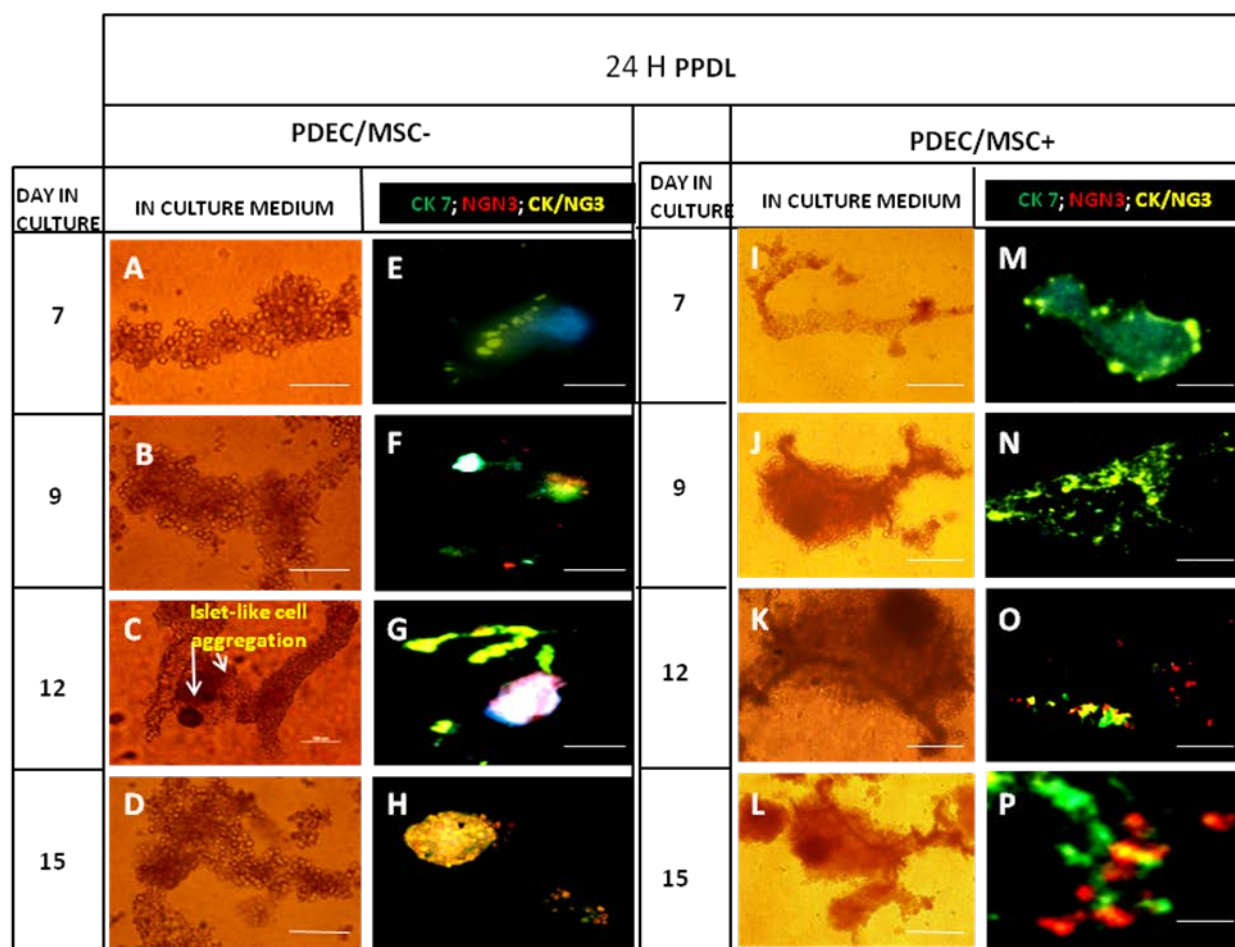 24 H PPDL
PDEC/MSC-
PDEC/MSC+
DAY IN
CULTURE
IN CULTURE MEDIUM
CK 7; NGN3; CK/NG3
DAY IN
CULTURE
IN CULTURE MEDIUM
CK 7; NGN3; CK/NG3
7
A
E
7
I
M
9
B
F
9
J
N
12
C
Islet-like cell
aggregation
G
12
K
O
15
D
H
15
L
P